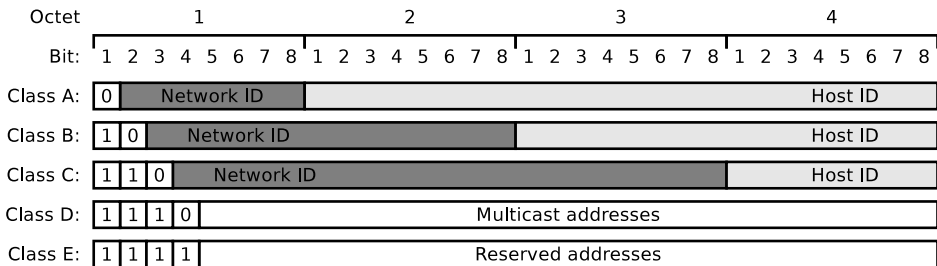 Octet 1 2 3 4
Bit: 1 2 3 4 5 6 7 8 1 2 3 4 5 6 7 8 1 2 3 4 5 6 7 8 1 2 3 4 5 6 7 8
Class A: 0 Network ID Host ID
Class B: 1 0 Network ID Host ID
Class C: 1 1 0 Network ID Host ID
Class D: 1 1 1 0 Multicast addresses
Class E: 1 1 1 1 Reserved addresses